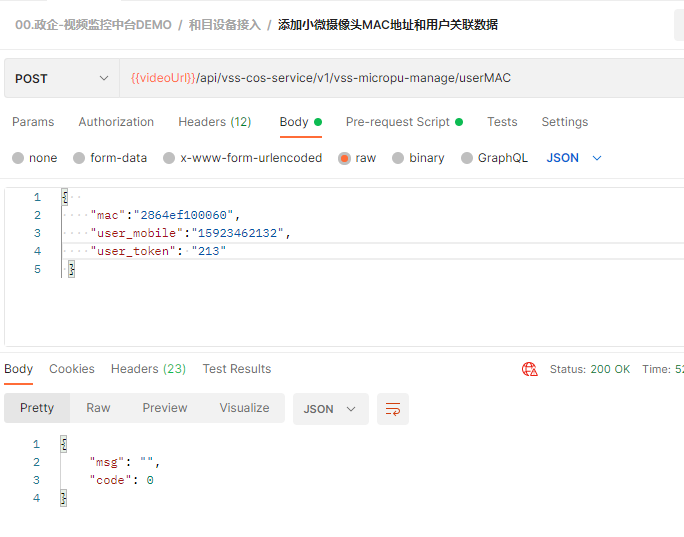 00.政企-视频监控中台DEMO / 和目设备接入 / 添加小微摄像头MAC地址和用户关联数据
POST {{videoUrl}}/api/vss-cos-service/v1/vss-micropu-manage/userMAC
Params Authorization Headers (12) Body Pre-request Script Tests Settings
none form-data x-www-form-urlencoded raw binary GraphQL JSON
1 {
2 "mac":"2864ef100060",
3 "user_mobile":"15923462132",
4 "user_token": "213"
5 }
Body Cookies Headers (23) Test Results Status: 200 OK Time: 52
Pretty Raw Preview Visualize JSON
1 {
2 "msg": "",
3 "code": 0
4 }